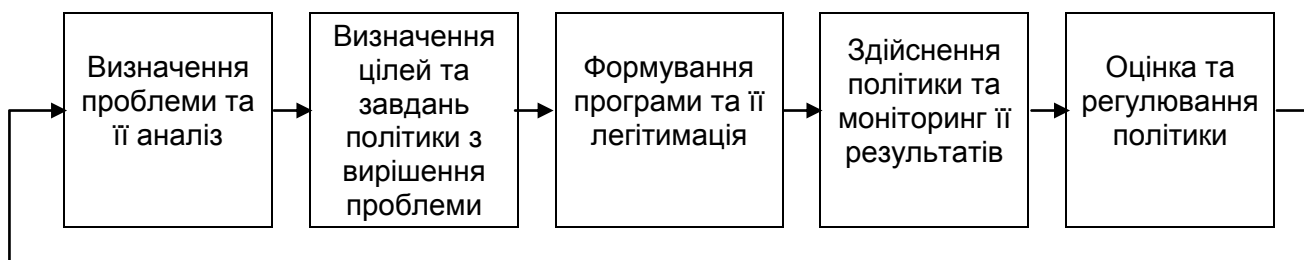 Визначення
проблеми та
її аналіз
Визначення
цілей та
завдань
політики з
вирішення
проблеми
Формування
програми та її
легітимація
Здійснення
політики та
моніторинг її
результатів
Оцінка та
регулювання
політики